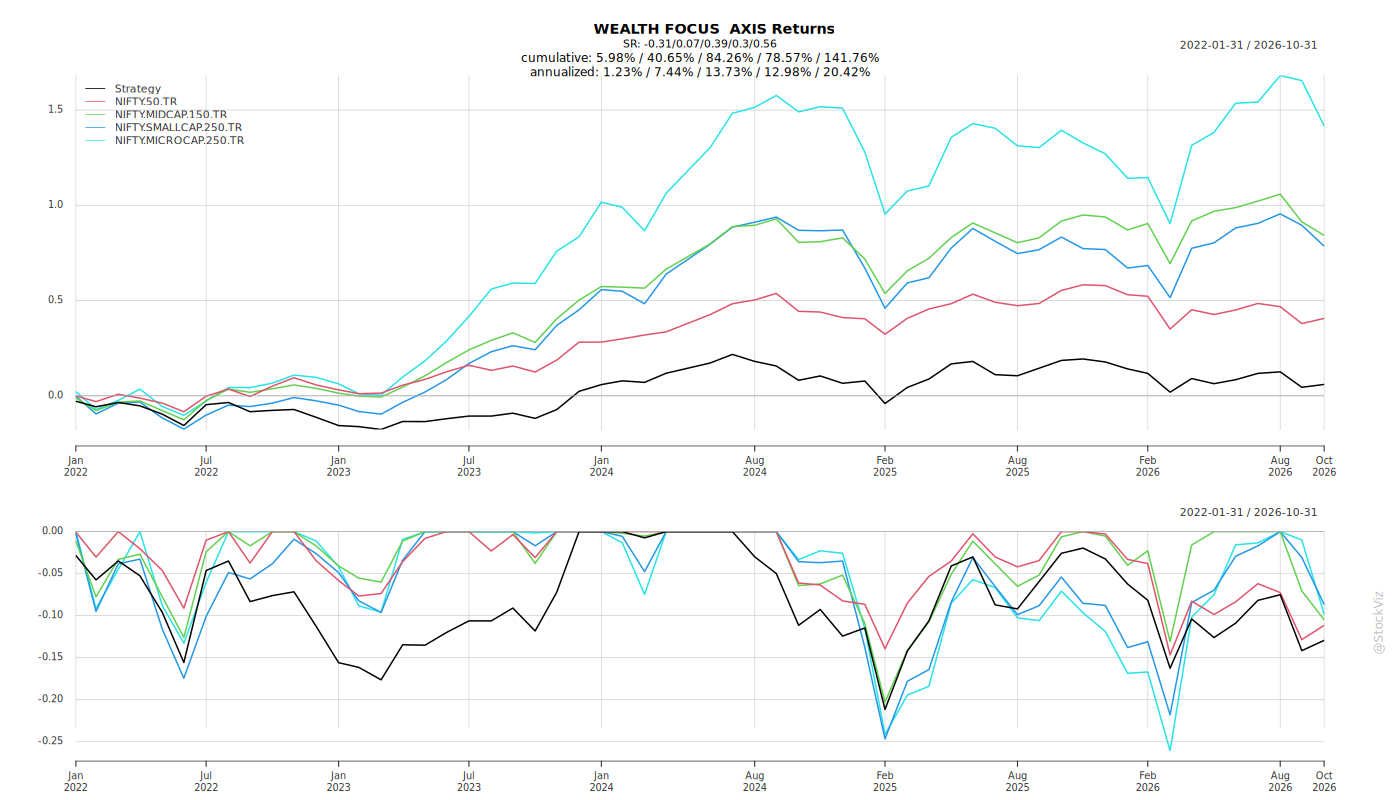 WEALTH FOCUS  AXIS Returns
SR: -0.31/0.07/0.39/0.3/0.56
cumulative: 5.98% / 40.65% / 84.26% / 78.57% / 141.76%
annualized: 1.23% / 7.44% / 13.73% / 12.98% / 20.42%
2022-01-31 / 2026-10-31
Strategy
NIFTY.50.TR
NIFTY.MIDCAP.150.TR
NIFTY.SMALLCAP.250.TR
NIFTY.MICROCAP.250.TR
1.5
1.0
0.5
0.0
Jan Jul Jan Jul Jan Aug Feb Aug Feb Aug Oct
2022 2022 2023 2023 2024 2024 2025 2025 2026 2026 2026
2022-01-31 / 2026-10-31
0.00
-0.05
-0.10
-0.15
-0.20
-0.25
Jan Jul Jan Jul Jan Aug Feb Aug Feb Aug Oct
2022 2022 2023 2023 2024 2024 2025 2025 2026 2026 2026
@StockViz